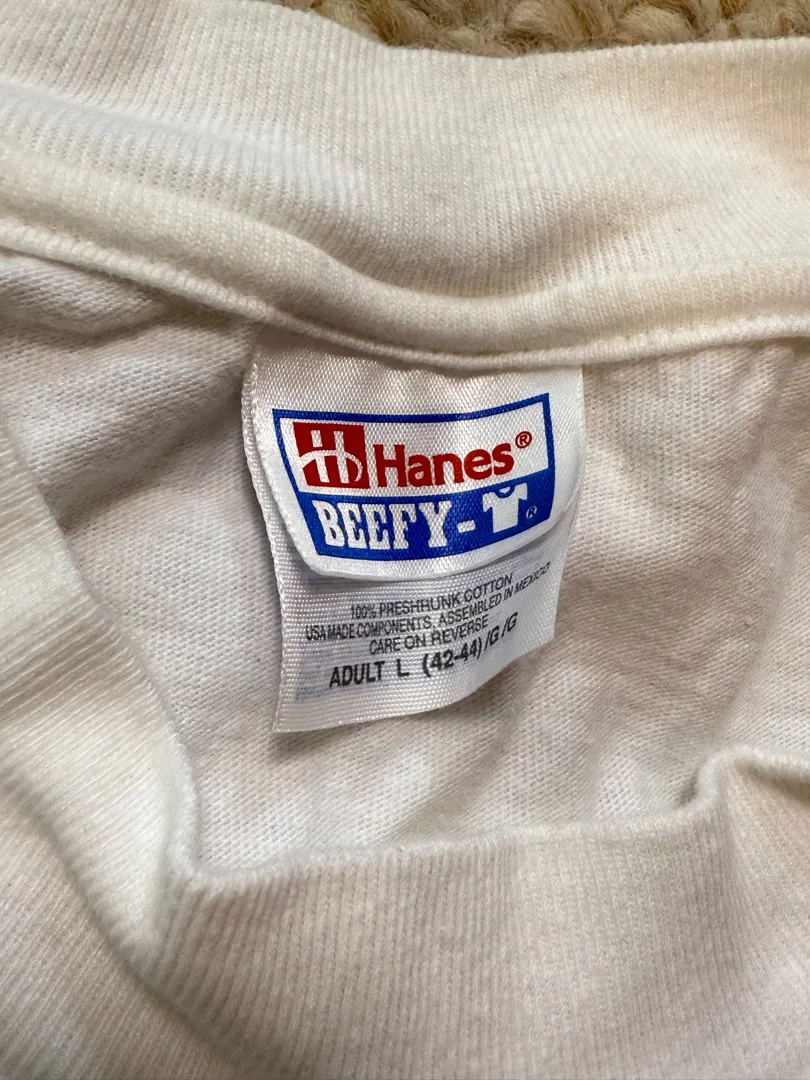 Hanes®
BEEFY-®
100% PRESHRUNK COTTON
USA MADE COMPONENTS, ASSEMBLED IN MEXICO
CARE ON REVERSE
ADULT L (42-44)/G/G